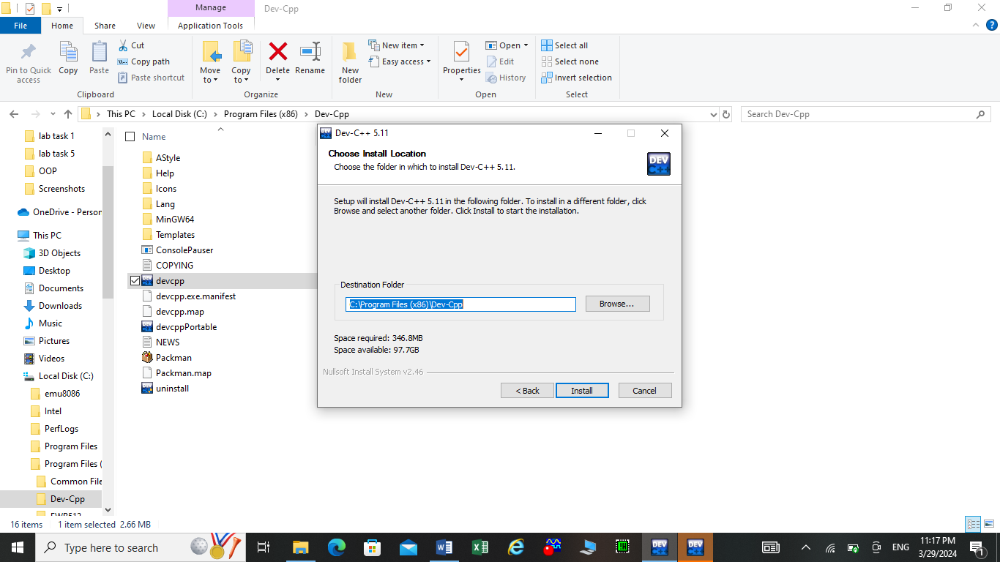 Manage
Dev-Cpp
File
Home
Share
View
Application Tools
Pin to Quick access
Copy
Paste
Cut
Copy path
Paste shortcut
Clipboard
Move to
Copy to
Delete
Rename
Organize
New folder
New item
Easy access
New
Properties
Open
Edit
History
Open
Select all
Select none
Invert selection
Select
This PC > Local Disk (C:) > Program Files (x86) > Dev-Cpp
Search Dev-Cpp
lab task 1
lab task 5
OOP
Screenshots
OneDrive - Person
This PC
3D Objects
Desktop
Documents
Downloads
Music
Pictures
Videos
Local Disk (C:)
emu8086
Intel
PerfLogs
Program Files
Program Files (
Common File
Dev-Cpp
EWB512
Name
AStyle
Help
Icons
Lang
MinGW64
Templates
ConsolePauser
COPYING
devcpp
devcpp.exe.manifest
devcpp.map
devcppPortable
NEWS
Packman
Packman.map
uninstall
Dev-C++ 5.11
Choose Install Location
Choose the folder in which to install Dev-C++ 5.11.
DEV
C++
Setup will install Dev-C++ 5.11 in the following folder. To install in a different folder, click
Browse and select another folder. Click Install to start the installation.
Destination Folder
C:\Program Files (x86)\Dev-Cpp
Browse...
Space required: 346.8MB
Space available: 97.7GB
Nullsoft Install System v2.46
< Back
Install
Cancel
16 items
1 item selected 2.66 MB
Type here to search
DEV
C++
DEV
C++
ENG
11:17 PM
3/29/2024
1